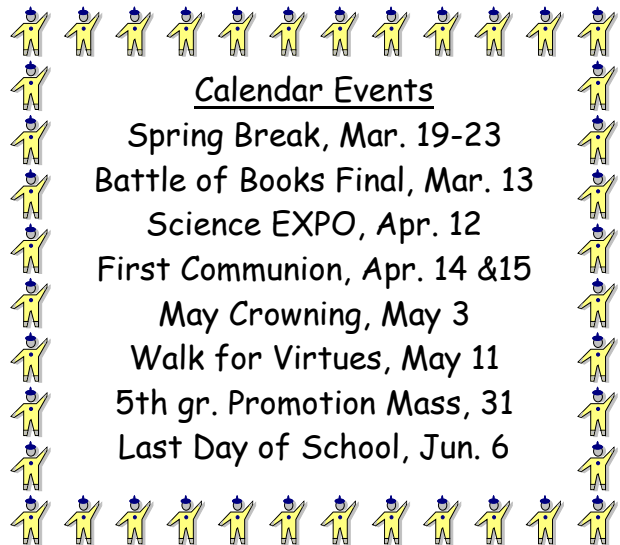 Calendar Events
Spring Break, Mar. 19-23
Battle of Books Final, Mar. 13
Science EXPO, Apr. 12
First Communion, Apr. 14 &15
May Crowning, May 3
Walk for Virtues, May 11
5th gr. Promotion Mass, 31
Last Day of School, Jun. 6